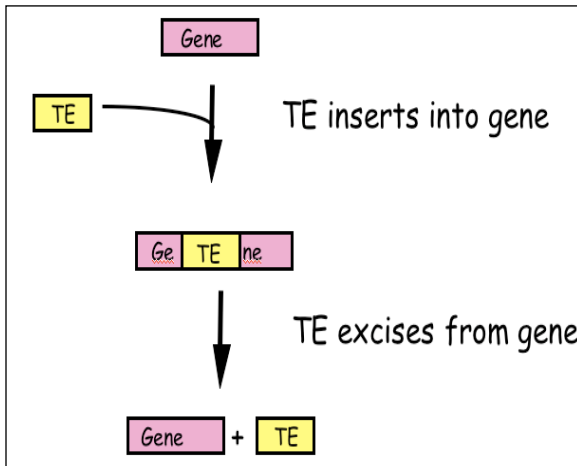 Gene
TE
TE inserts into gene
Ge TE ne
TE excises from gene
Gene + TE